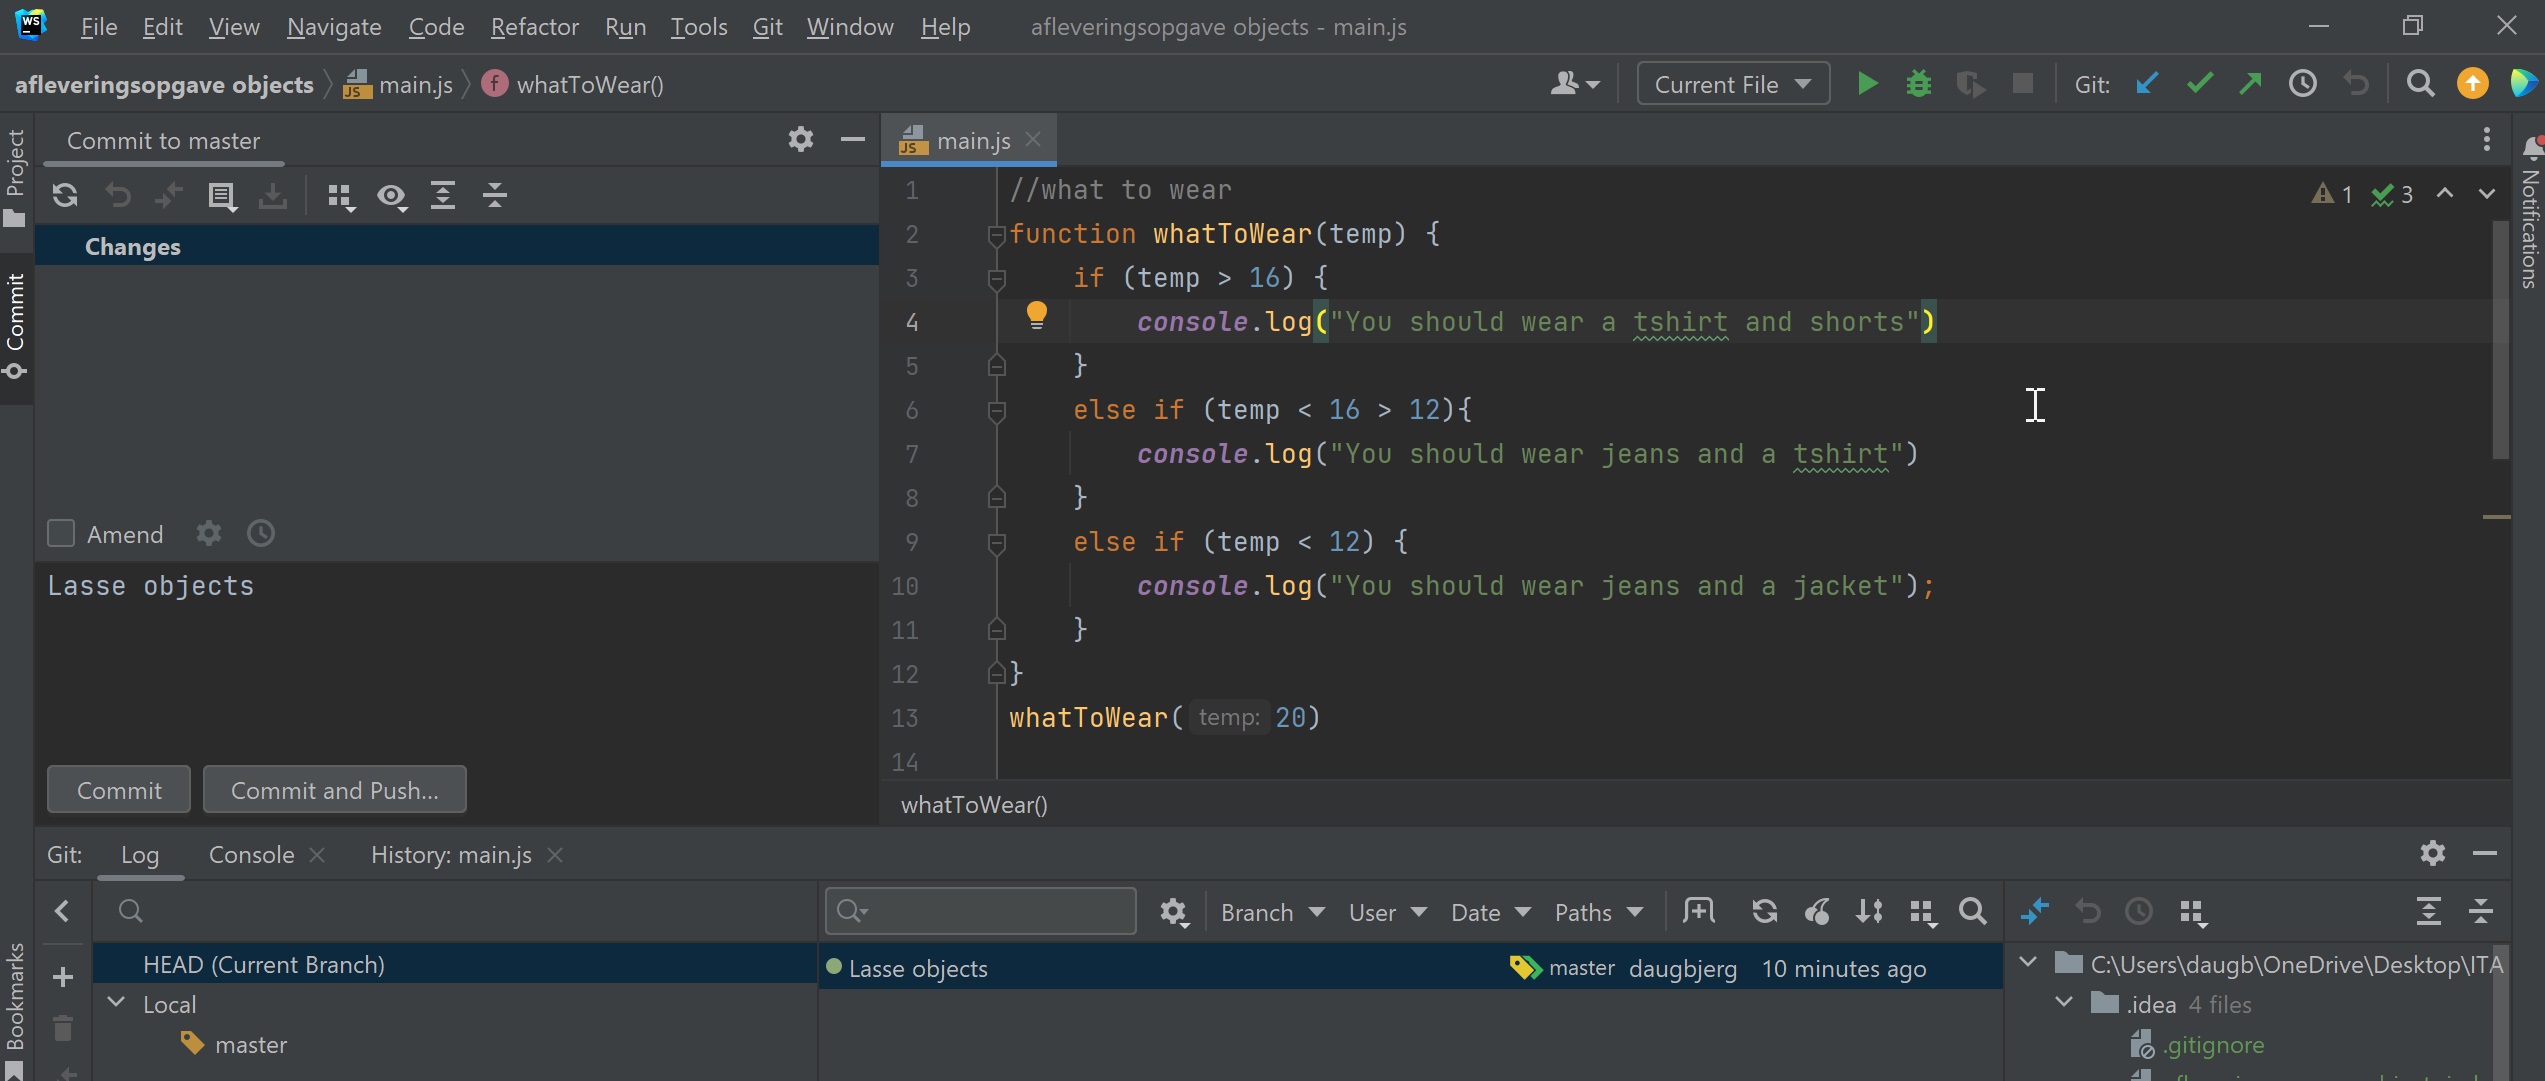 WS File Edit View Navigate Code Refactor Run Tools Git Window Help afleveringsopgave objects - main.js
afleveringsopgave objects main.js whatToWear() Current File Git:
Project
Commit
Bookmarks
Notifications
Commit to master
Changes
Amend
Lasse objects
Commit Commit and Push...
main.js
1 3
1 //what to wear
2 function whatToWear(temp) {
3 if (temp > 16) {
4 console.log("You should wear a tshirt and shorts")
5 }
6 else if (temp < 16 > 12){
7 console.log("You should wear jeans and a tshirt")
8 }
9 else if (temp < 12) {
10 console.log("You should wear jeans and a jacket");
11 }
12 }
13 whatToWear( temp: 20)
14
whatToWear()
Git: Log Console History: main.js
Branch User Date Paths
HEAD (Current Branch)
Local
master
Lasse objects master daugbjerg 10 minutes ago
C:\Users\daugb\OneDrive\Desktop\ITA
.idea 4 files
.gitignore